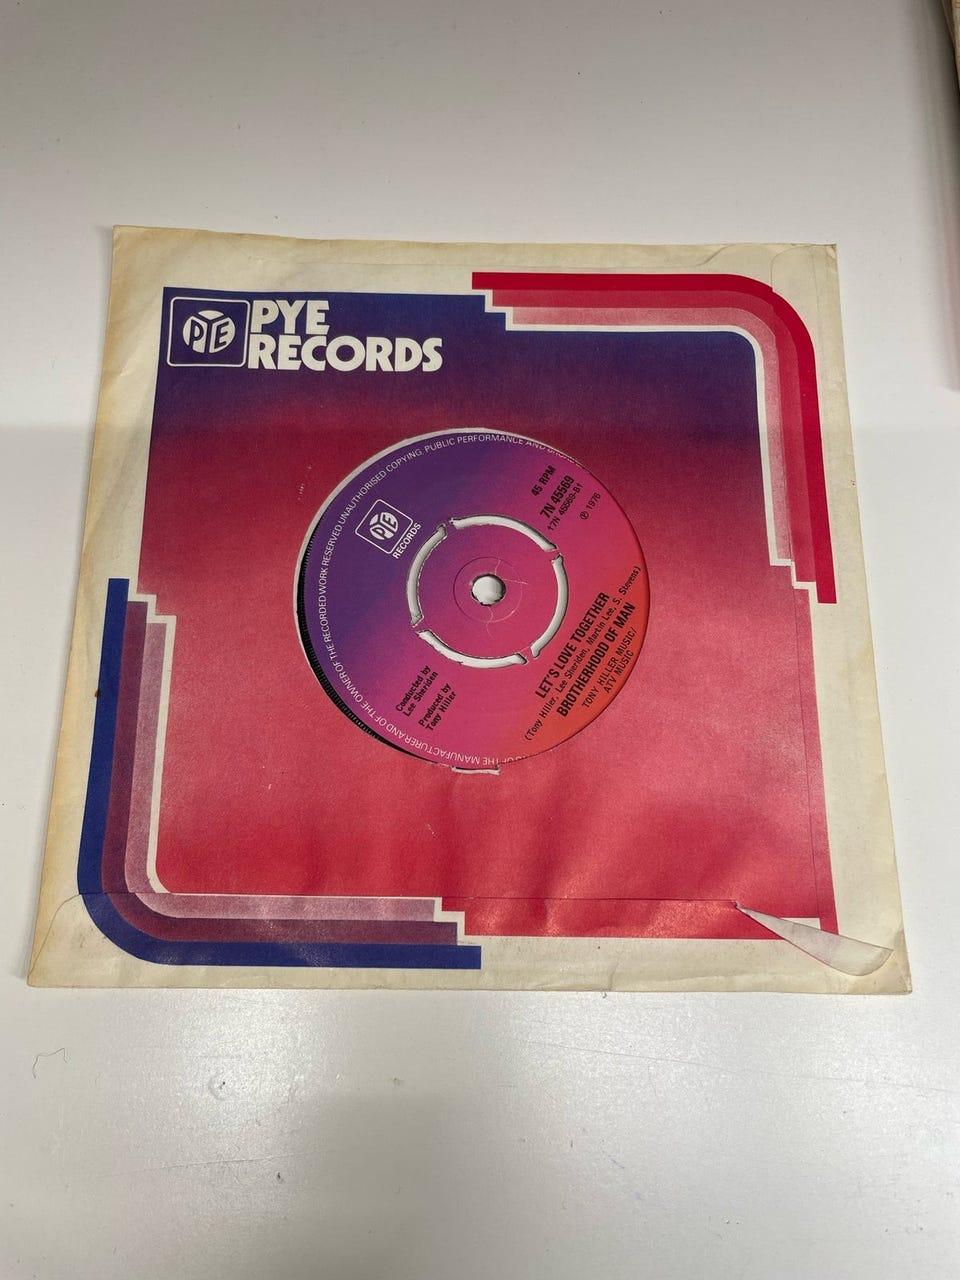 PYE
PYE
RECORDS
OF THE MANUFACTURER AND OF THE OWNER OF THE RECORDED WORK RESERVED UNAUTHORISED COPYING. PUBLIC PERFORMANCE AND
PYE
RECORDS
45 RPM
7N 45569
17N 45569-B1
℗ 1976
Conducted by
Lee Sheriden
Produced by
Tony Hiller
LET'S LOVE TOGETHER
(Tony Hiller, Lee Sheriden, Martin Lee, S. Stevens)
BROTHERHOOD OF MAN
TONY HILLER MUSIC/
ATV MUSIC